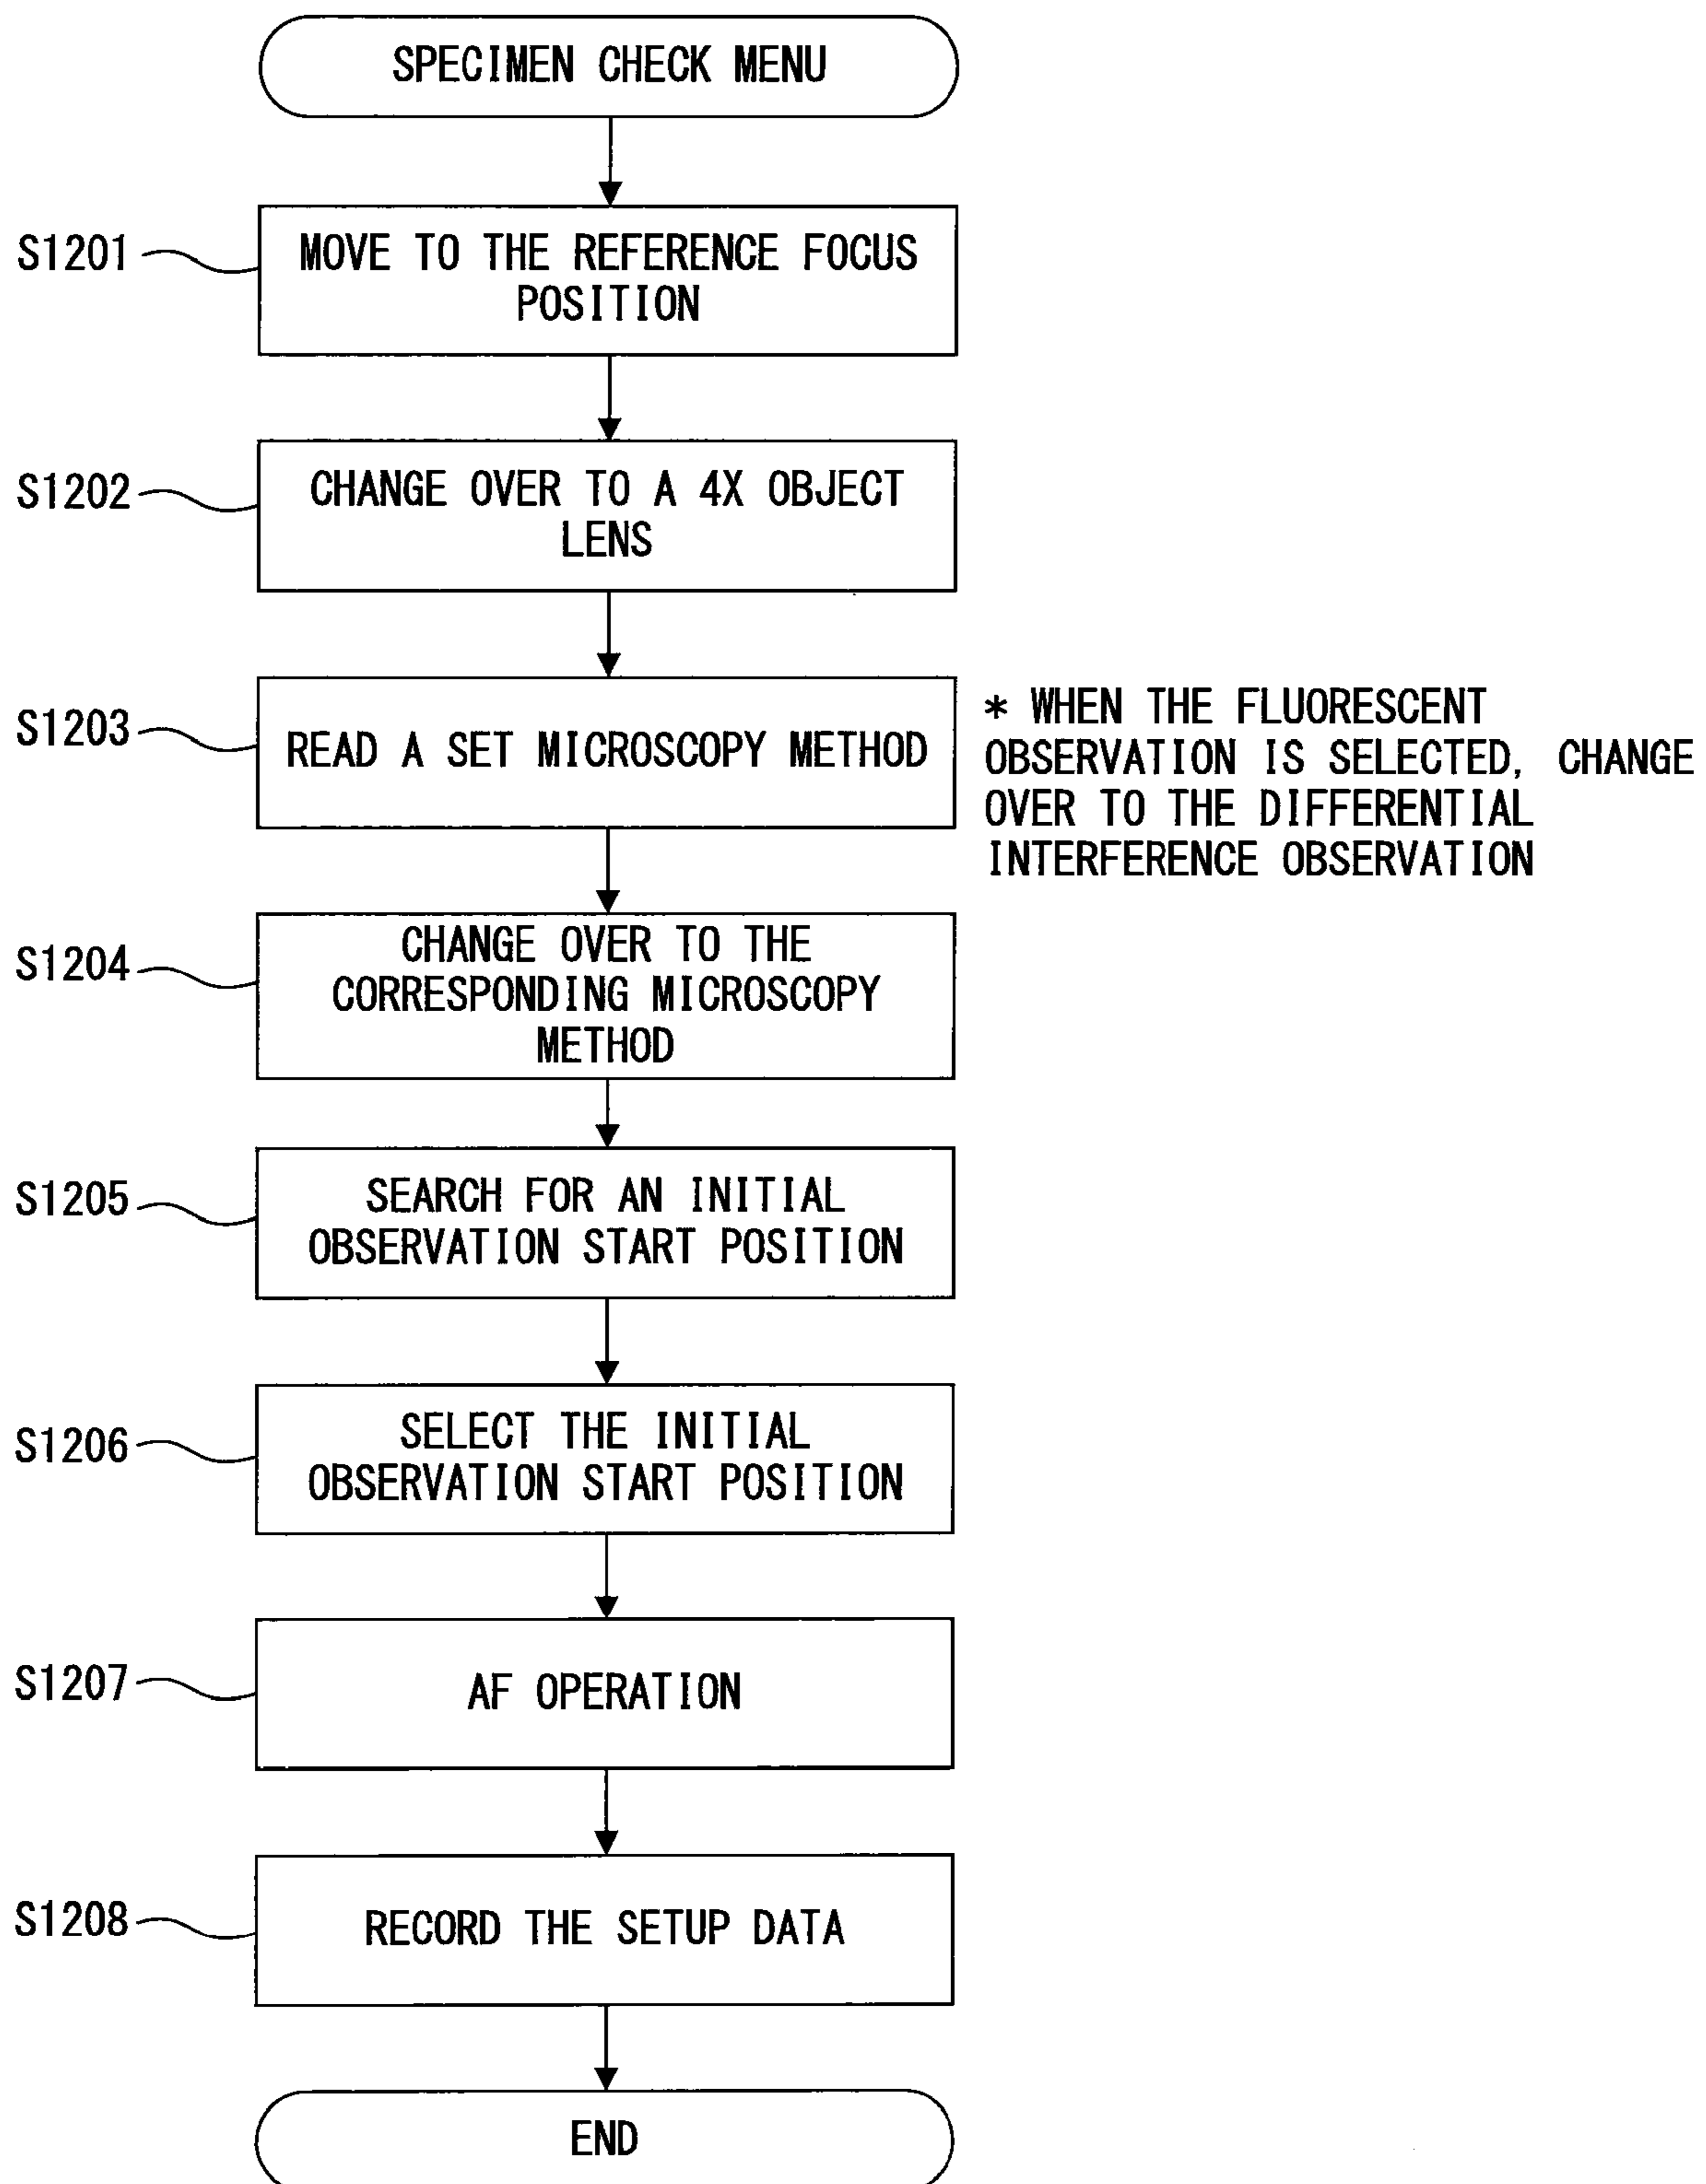 SPECIMEN CHECK MENU
S1201
MOVE TO THE REFERENCE FOCUS
POSITION
S1202
CHANGE OVER TO A 4X OBJECT
LENS
S1203
READ A SET MICROSCOPY METHOD
* WHEN THE FLUORESCENT
OBSERVATION IS SELECTED, CHANGE
OVER TO THE DIFFERENTIAL
INTERFERENCE OBSERVATION
S1204
CHANGE OVER TO THE
CORRESPONDING MICROSCOPY
METHOD
S1205
SEARCH FOR AN INITIAL
OBSERVATION START POSITION
S1206
SELECT THE INITIAL
OBSERVATION START POSITION
S1207
AF OPERATION
S1208
RECORD THE SETUP DATA
END